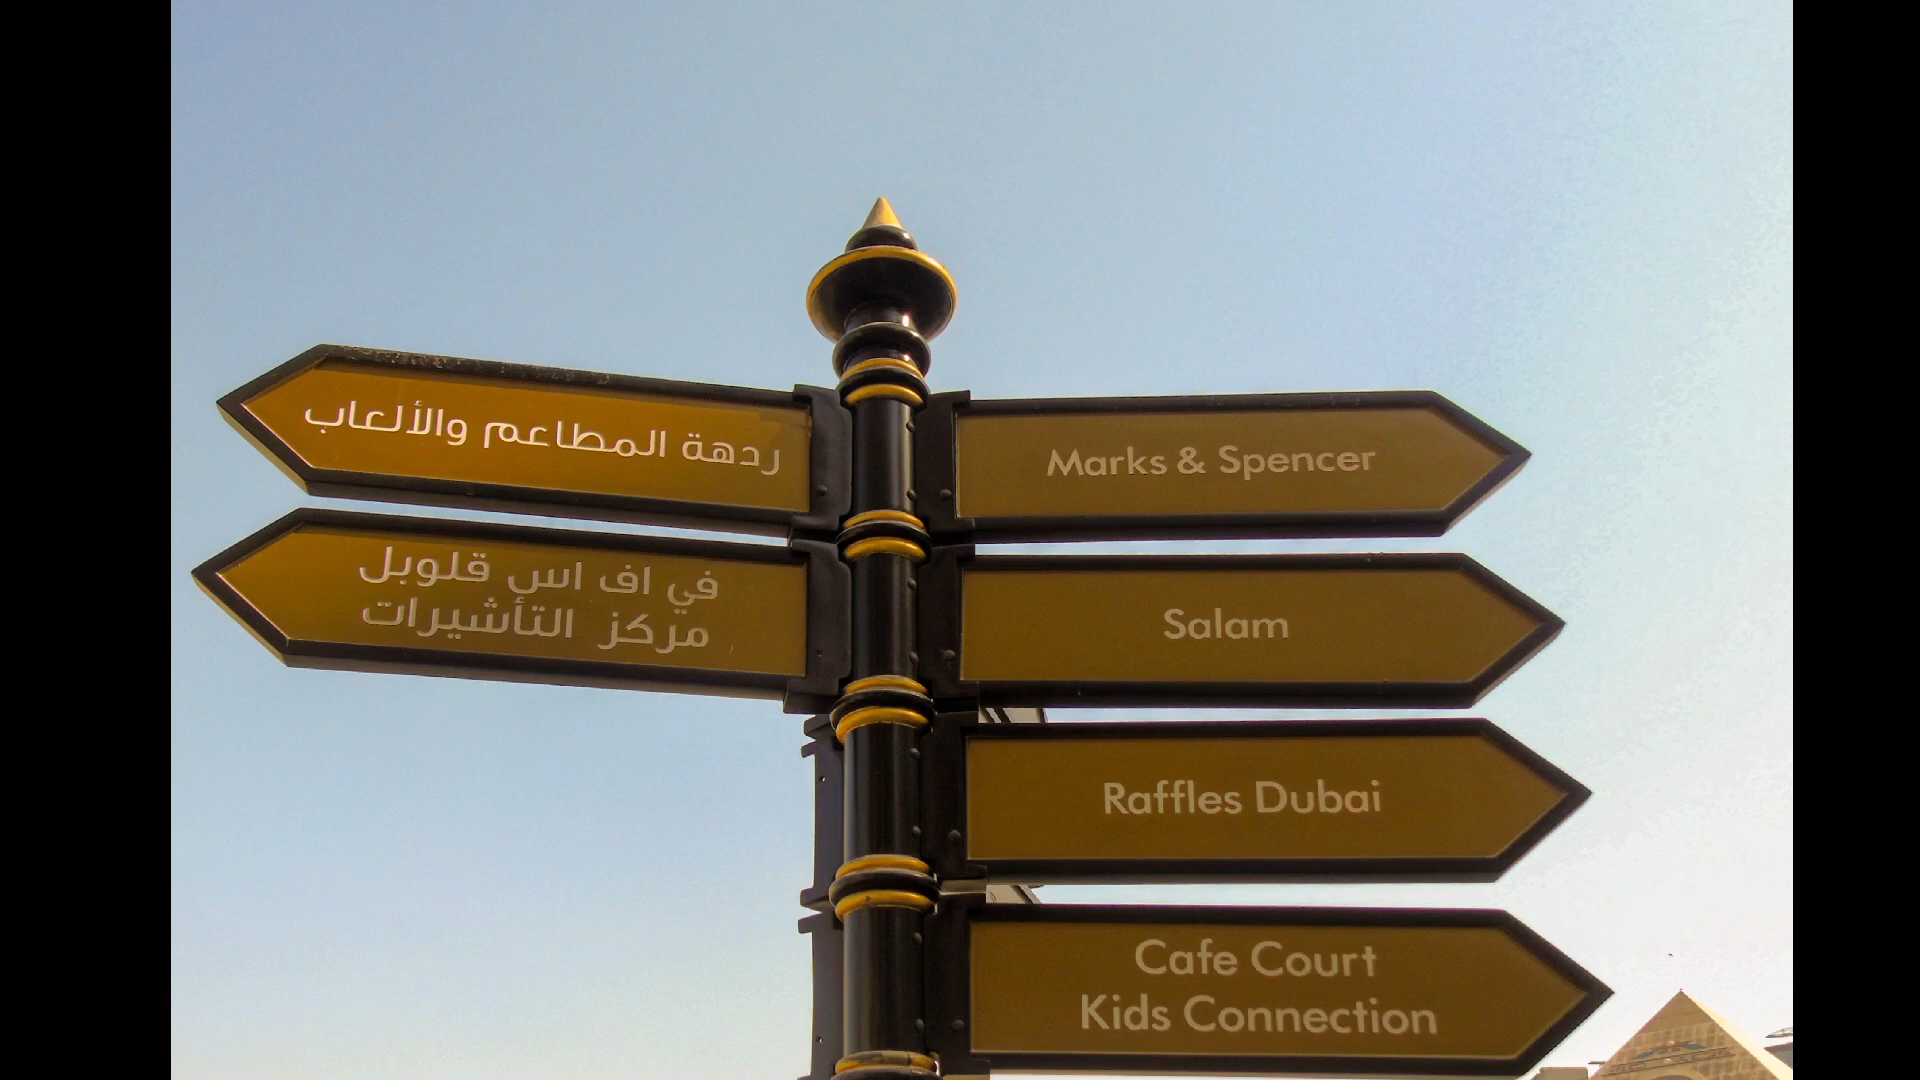 ردهة المطاعم والألعاب
في اف اس قلوبل
مركز التأشيرات
Marks & Spencer
Salam
Raffles Dubai
Cafe Court
Kids Connection